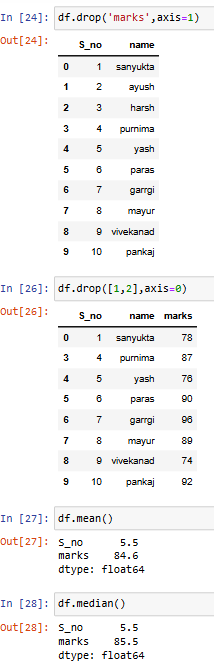 In [24]: df.drop('marks',axis=1)
Out[24]:
S_no name
0 1 sanyukta
1 2 ayush
2 3 harsh
3 4 purnima
4 5 yash
5 6 paras
6 7 garrgi
7 8 mayur
8 9 vivekanad
9 10 pankaj
In [26]: df.drop([1,2],axis=0)
Out[26]:
S_no name marks
0 1 sanyukta 78
3 4 purnima 87
4 5 yash 76
5 6 paras 90
6 7 garrgi 96
7 8 mayur 89
8 9 vivekanad 74
9 10 pankaj 92
In [27]: df.mean()
Out[27]: S_no 5.5
marks 84.6
dtype: float64
In [28]: df.median()
Out[28]: S_no 5.5
marks 85.5
dtype: float64